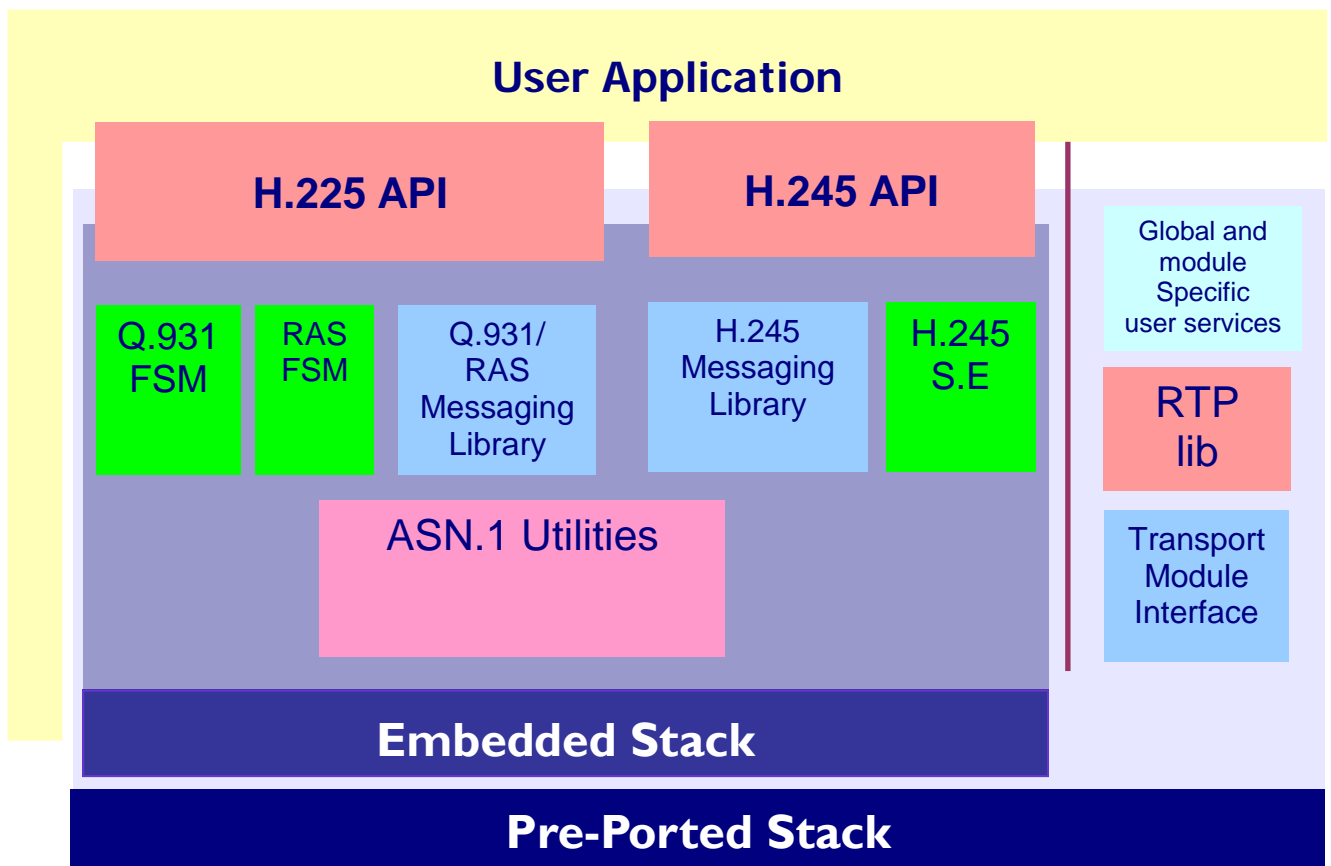 User Application
H.225 API
H.245 API
Global and
module
Specific
user services
Q.931
FSM
RAS
FSM
Q.931/
RAS
Messaging
Library
H.245
Messaging
Library
H.245
S.E
RTP
lib
ASN.1 Utilities
Transport
Module
Interface
Embedded Stack
Pre-Ported Stack